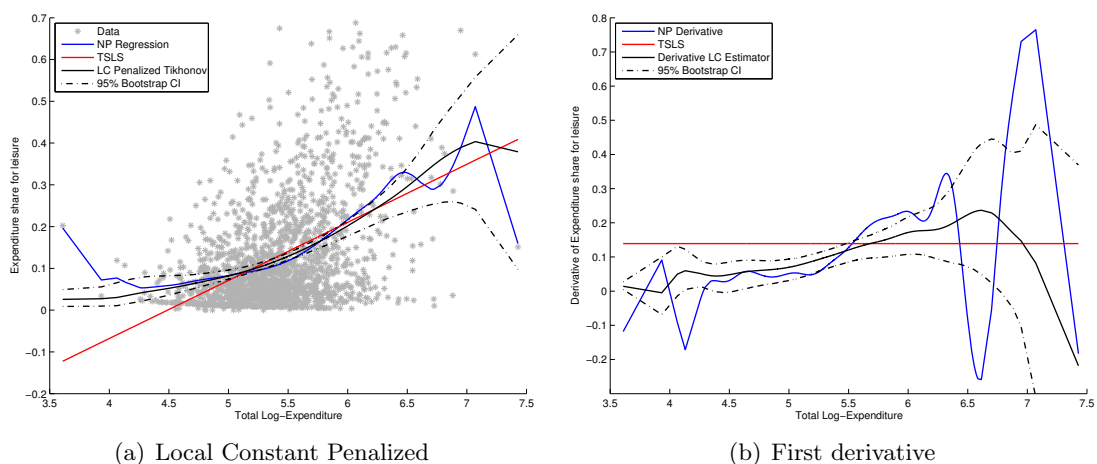 0.7
0.6
0.5
0.4
0.3
0.2
0.1
0
−0.1
−0.2
Expenditure share for leisure
Data
NP Regression
TSLS
LC Penalized Tikhonov
95% Bootstrap CI
3.5 4 4.5 5 5.5 6 6.5 7 7.5
Total Log−Expenditure
(a) Local Constant Penalized
0.8
0.7
0.6
0.5
0.4
0.3
0.2
0.1
0
−0.1
−0.2
Derivative of Expenditure share for leisure
NP Derivative
TSLS
Derivative LC Estimator
95% Bootstrap CI
3.5 4 4.5 5 5.5 6 6.5 7 7.5
Total Log−Expenditure
(b) First derivative